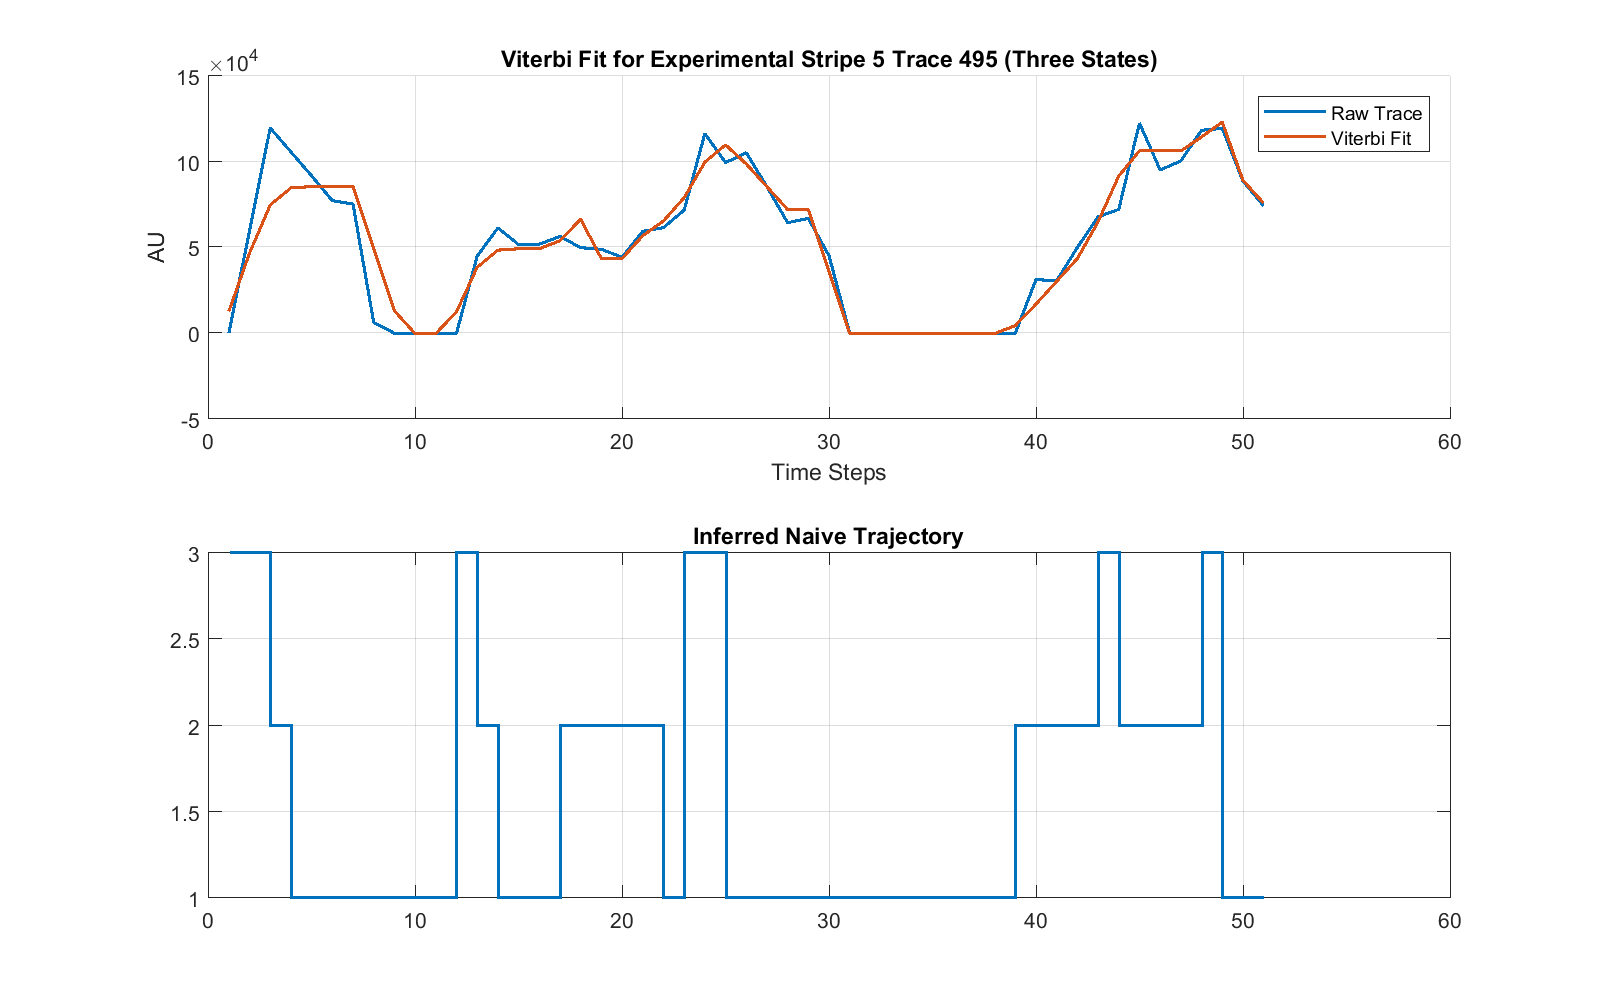 Viterbi Fit for Experimental Stripe 5 Trace 495 (Three States)
×10⁴
15
10
5
0
-5
AU
Raw Trace
Viterbi Fit
0 10 20 30 40 50 60
Time Steps
Inferred Naive Trajectory
3
2.5
2
1.5
1
0 10 20 30 40 50 60